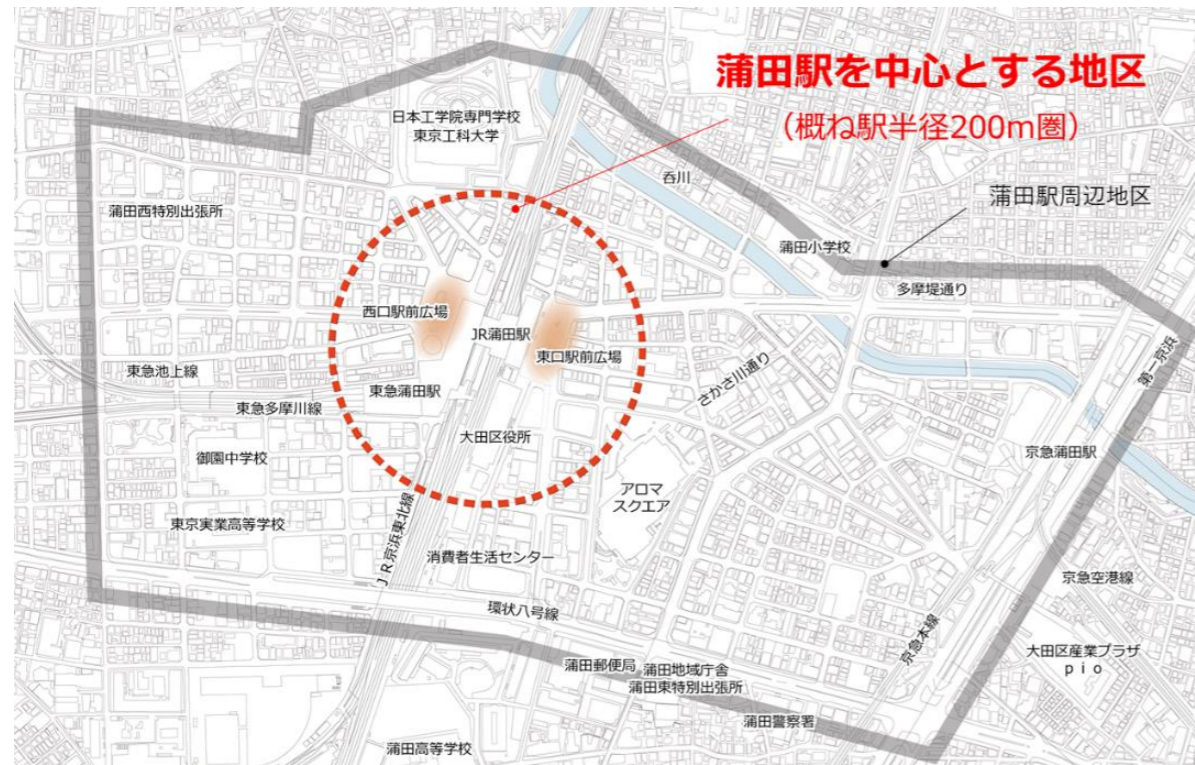 蒲田駅を中心とする地区
（概ね駅半径200m圏）
日本工学院専門学校
東京工科大学
呑川
蒲田駅周辺地区
蒲田西特別出張所
蒲田小学校
多摩堤通り
西口駅前広場
JR蒲田駅
東口駅前広場
第一京浜
さかさ川通り
東急池上線
東急蒲田駅
東急多摩川線
大田区役所
京急蒲田駅
御園中学校
アロマ
スクエア
東京実業高等学校
JR京浜東北線
消費者生活センター
京急空港線
環状八号線
京急本線
大田区産業プラザ
pio
蒲田郵便局
蒲田地域庁舎
蒲田東特別出張所
蒲田警察署
蒲田高等学校